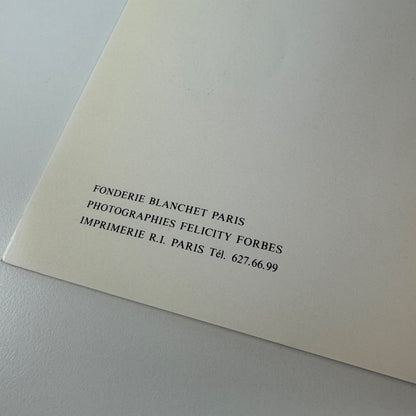 FONDERIE BLANCHET PARIS
PHOTOGRAPHIES FELICITY FORBES
IMPRIMERIE R.I. PARIS Tél. 627.66.99